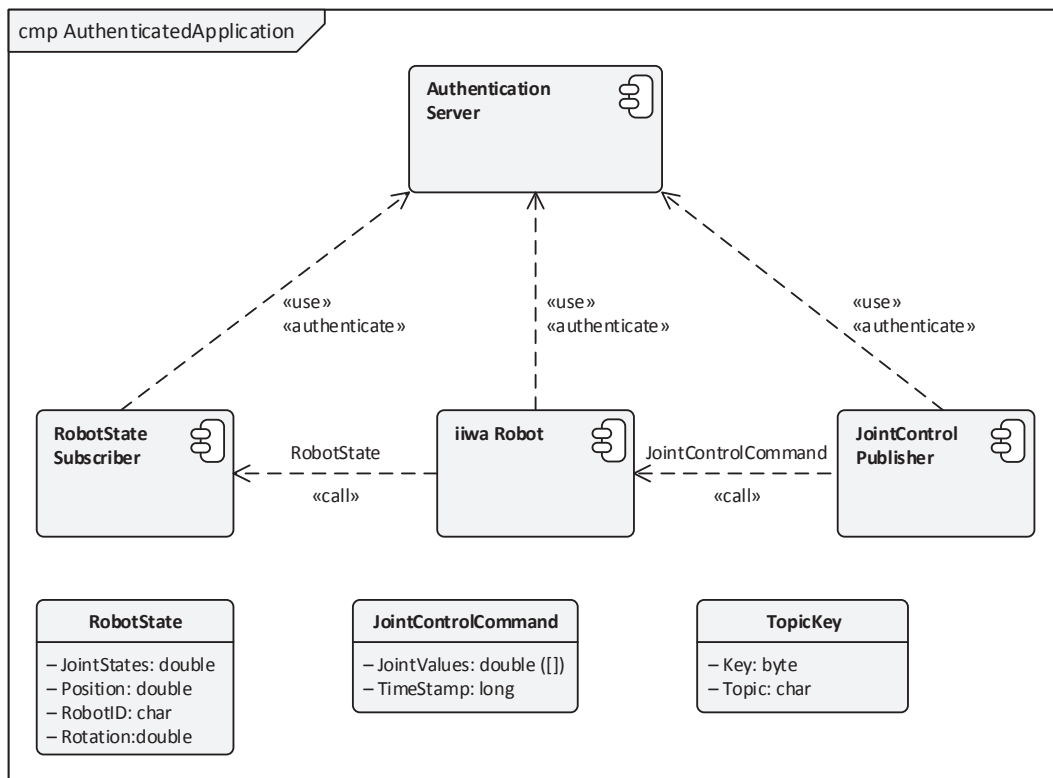 cmp AuthenticatedApplication
Authentication
Server
«use»
«authenticate»
«use»
«authenticate»
«use»
«authenticate»
RobotState
Subscriber
RobotState
«call»
iiwa Robot
JointControlCommand
«call»
JointControl
Publisher
RobotState
– JointStates: double
– Position: double
– RobotID: char
– Rotation:double
JointControlCommand
– JointValues: double ([])
– TimeStamp: long
TopicKey
– Key: byte
– Topic: char